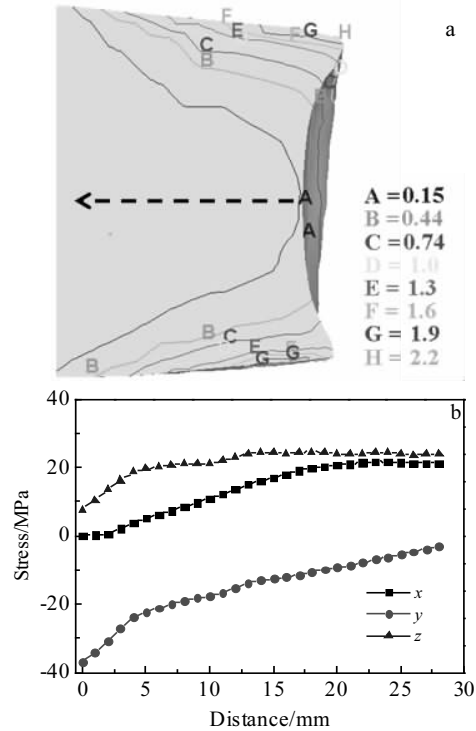 a
F
G
H
E
F
C
B
D
C
E
A
A
B
C
E
F
G
G
B
A = 0.15
B = 0.44
C = 0.74
D = 1.0
E = 1.3
F = 1.6
G = 1.9
H = 2.2
b
40
20
0
-20
-40
Stress/MPa
x
y
z
0 5 10 15 20 25 30
Distance/mm